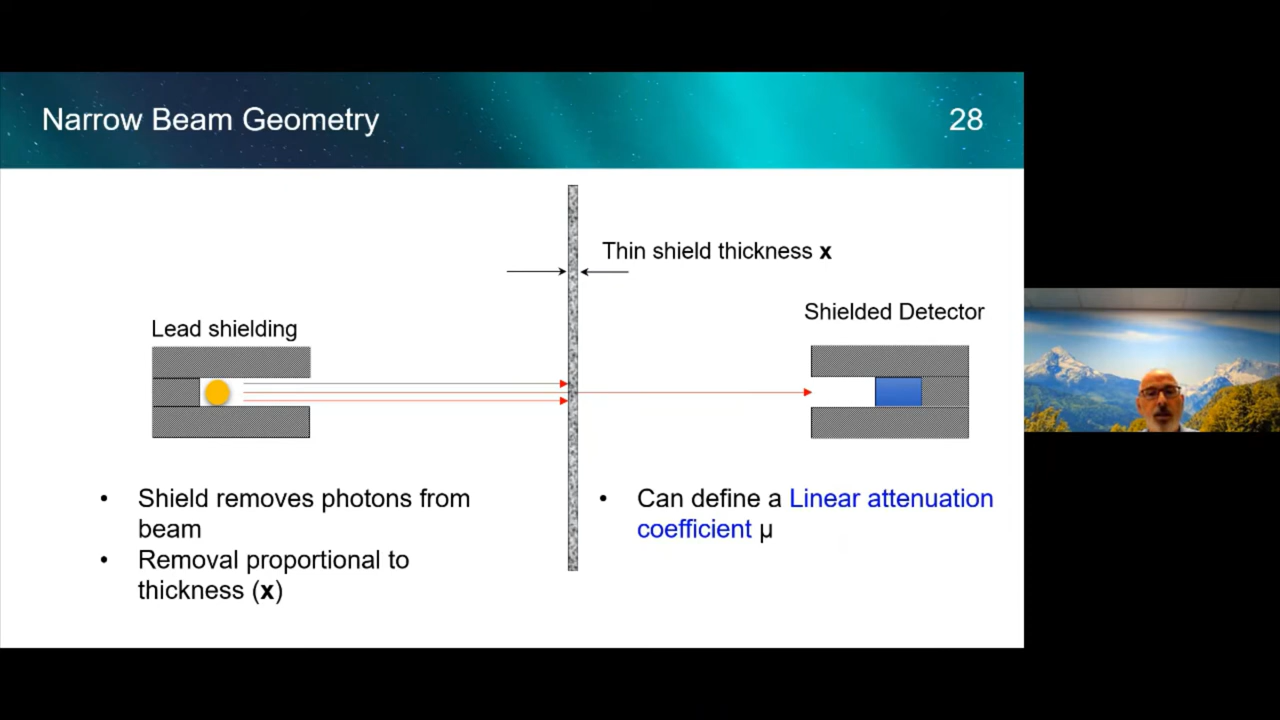 Narrow Beam Geometry
28
Thin shield thickness x
Lead shielding
Shielded Detector
• Shield removes photons from
beam
• Removal proportional to
thickness (x)
• Can define a Linear attenuation
coefficient µ